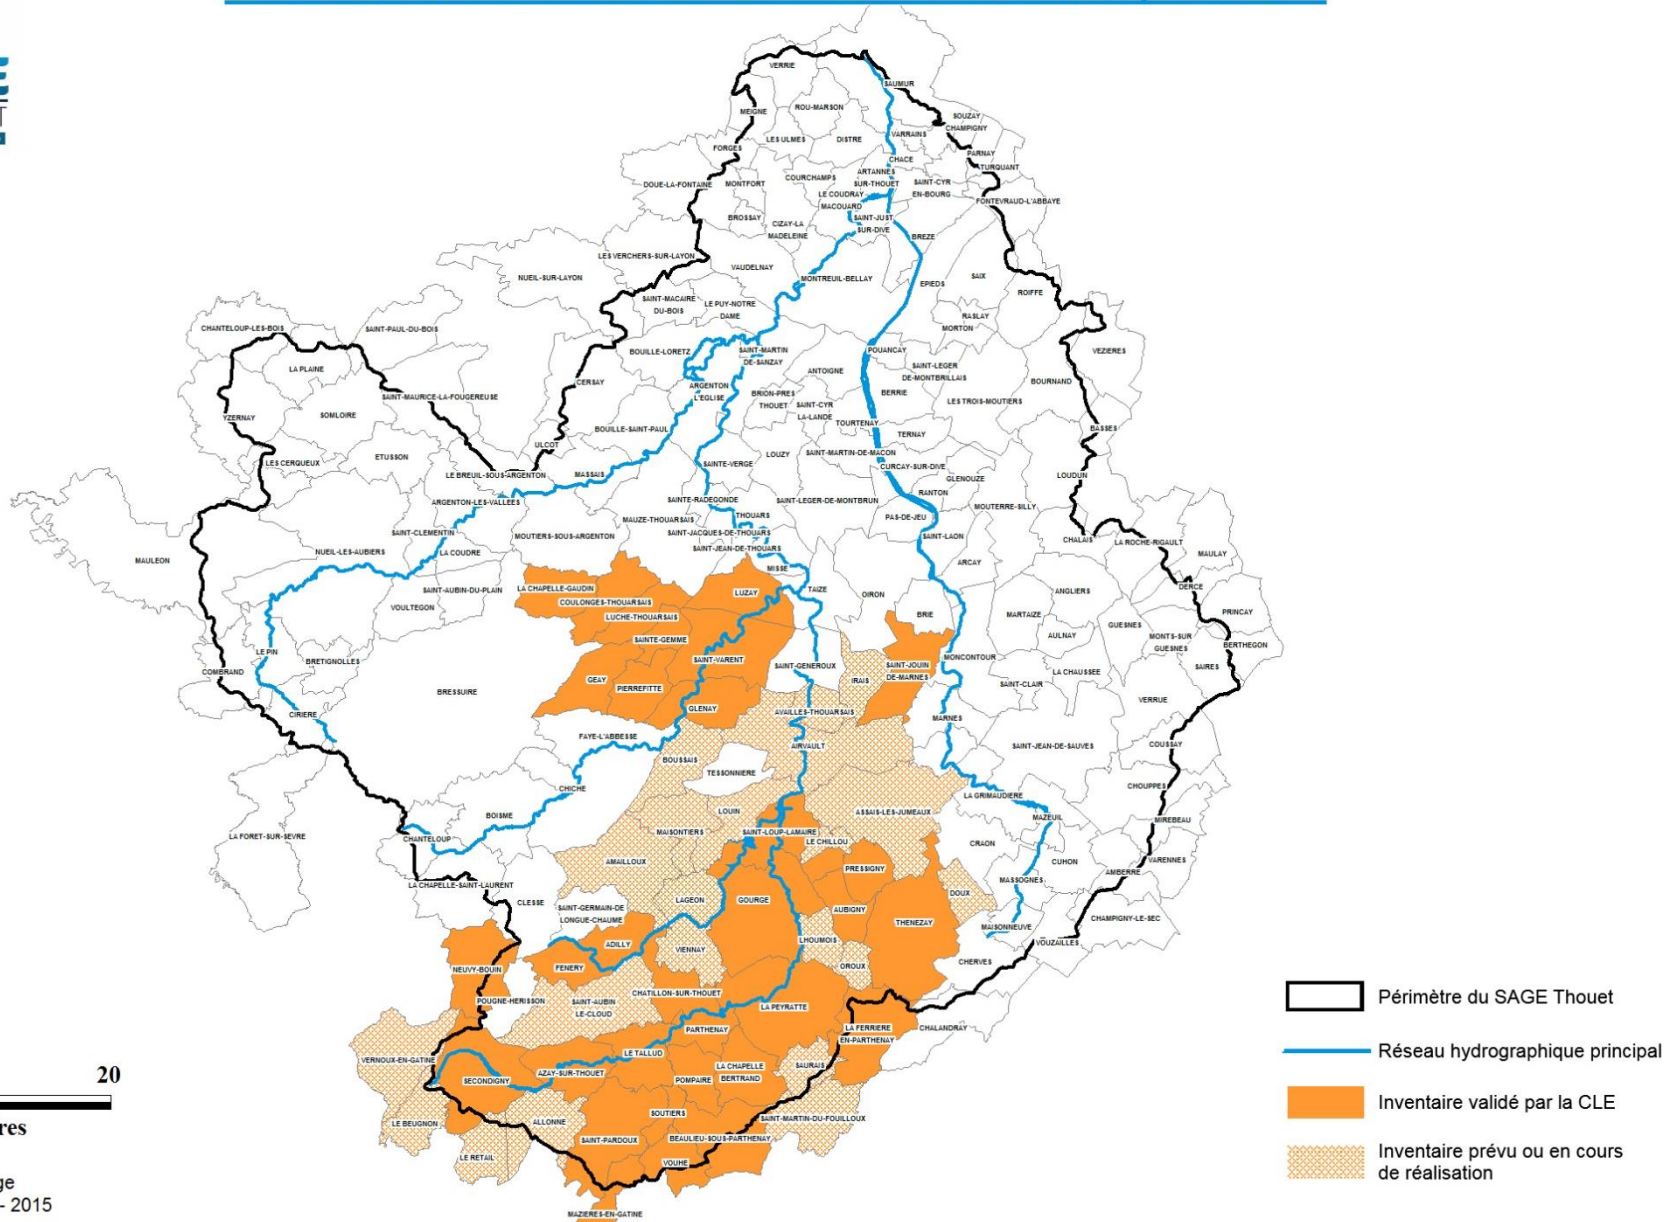 VERRIE
SAUMUR
MEIGNE
ROU-MARSON
SOUZAY
CHAMPIGNY
LES ULMES
DISTRE
VARRAINS
FORGES
PARNAY
TURQUANT
CHACE
DOUE-LA-FONTAINE
MONTFORT
COURCHAMPS
ARTANNES
SUR-THOUET
SAINT-CYR
EN-BOURG
LE COUDRAY
MACOUARD
FONTEVRAUD-L'ABBAYE
BROSSAY
CIZAY-LA
MADELEINE
SAINT-JUST
SUR-DIVE
BREZE
LES VERCHERS-SUR-LAYON
VAUDELNAY
NUEIL-SUR-LAYON
MONTREUIL-BELLAY
EPIEDS
SAIX
ROIFFE
SAINT-MACAIRE
DU-BOIS
LE PUY-NOTRE
DAME
RASLAY
MORTON
CHANTELOUP-LES-BOIS
SAINT-PAUL-DU-BOIS
BOUILLE-LORETZ
SAINT-MARTIN
DE-SANZAY
POUANCAY
VEZIERES
LA PLAINE
ANTOIGNE
SAINT-LEGER
DE-MONTBRILLAIS
CERSAY
ARGENTON
L'EGLISE
BOURNAND
SAINT-MAURICE-LA-FOUGEREUSE
BRION-PRES
THOUET
BERRIE
LES TROIS-MOUTIERS
YZERNAY
SOMLOIRE
SAINT-CYR
LA-LANDE
TOURTENAY
BOUILLE-SAINT-PAUL
TERNAY
BASSES
ULCOT
LES CERQUEUX
ETUSSON
SAINTE-VERGE
LOUZY
SAINT-MARTIN-DE-MACON
LE BREUIL-SOUS-ARGENTON
MASSAIS
CURCAY-SUR-DIVE
GLENOUZE
LOUDUN
ARGENTON-LES-VALLEES
SAINTE-RADEGONDE
SAINT-LEGER-DE-MONTBRUN
RANTON
MOUTERRE-SILLY
MAUZE-THOUARSAIS
THOUARS
PAS-DE-JEU
SAINT-CLEMENTIN
MOUTIERS-SOUS-ARGENTON
SAINT-JACQUES-DE-THOUARS
SAINT-LAON
CHALAIS
LA ROCHE-RIGAULT
NUEIL-LES-AUBIERS
LA COUDRE
SAINT-JEAN-DE-THOUARS
MAULAY
MAULEON
MISSE
ARCAY
LA CHAPELLE-GAUDIN
LUZAY
TAIZE
OIRON
ANGLIERS
DERCE
SAINT-AUBIN-DU-PLAIN
COULONGES-THOUARSAIS
VOULTEGON
LUCHE-THOUARSAIS
BRIE
MARTAIZE
GUESNES
PRINCAY
SAINTE-GEMME
AULNAY
MONTS-SUR
GUESNES
BERTHEGON
LE PIN
BRETIGNOLLES
SAINT-VARENT
SAINT-GENEROUX
SAINT-JOUIN
DE-MARNES
MONCONTOUR
LA CHAUSSEE
SAIRES
COMBRAND
GEAY
PIERREFITTE
IRAIS
SAINT-CLAIR
BRESSUIRE
VERRUE
CIRIERE
GLENAY
AVAILLES-THOUARSAIS
MARNES
FAYE-L'ABBESSE
AIRVAULT
SAINT-JEAN-DE-SAUVES
COUSSAY
BOUSSAIS
TESSONNIERE
CHICHE
CHOUPPES
BOISME
LOUIN
ASSAIS-LES-JUMEAUX
LA GRIMAUDIERE
MAZEUIL
MIREBEAU
LA FORET-SUR-SEVRE
CHANTELOUP
MAISONTIERS
SAINT-LOUP-LAMAIRE
LE CHILLOU
CRAON
AMAILLOUX
CUHON
VARENNES
LA CHAPELLE-SAINT-LAURENT
PRESSIGNY
MASSOGNES
AMBERRE
CLESSE
SAINT-GERMAIN-DE
LONGUE-CHAUME
LAGEON
GOURGE
AUBIGNY
DOUX
THENEZAY
MAISONNEUVE
CHAMPIGNY-LE-SEC
ADILLY
VIENNAY
LHOUMOIS
VOUZAILLES
NEUVY-BOUIN
FENERY
OROUX
CHERVES
POUGNE-HERISSON
SAINT-AUBIN
LE-CLOUD
CHATILLON-SUR-THOUET
LA PEYRATTE
PARTHENAY
LA FERRIERE
EN-PARTHENAY
CHALANDRAY
VERNOUX-EN-GATINE
LE TALLUD
SECONDIGNY
AZAY-SUR-THOUET
POMPAIRE
LA CHAPELLE
BERTRAND
SAURAIS
LE BEUGNON
ALLONNE
SOUTIERS
SAINT-MARTIN-DU-FOUILLOUX
LE RETAIL
SAINT-PARDOUX
BEAULIEU-SOUS-PARTHENAY
VOUHE
MAZIERES-EN-GATINE
Périmètre du SAGE Thouet
Réseau hydrographique principal
Inventaire validé par la CLE
Inventaire prévu ou en cours
de réalisation
20
res
ge
- 2015